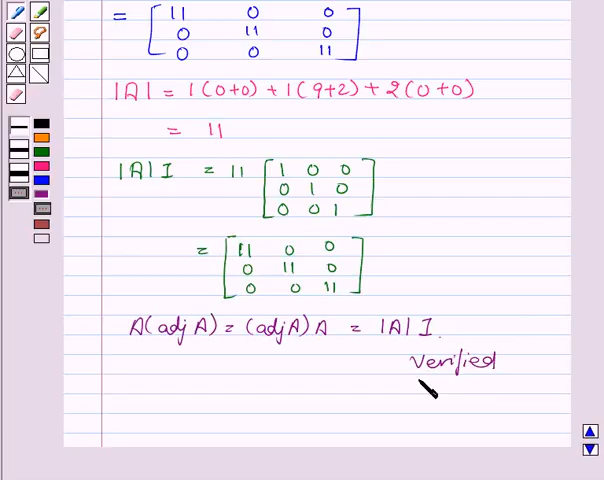 = [ 11 0 0
0 11 0
0 0 11 ]
|A| = 1(0+0) + 1(9+2) + 2(0+0)
= 11
|A| I = 11 [ 1 0 0
0 1 0
0 0 1 ]
= [ 11 0 0
0 11 0
0 0 11 ]
A(adj A) = (adj A) A = |A| I.
Verified